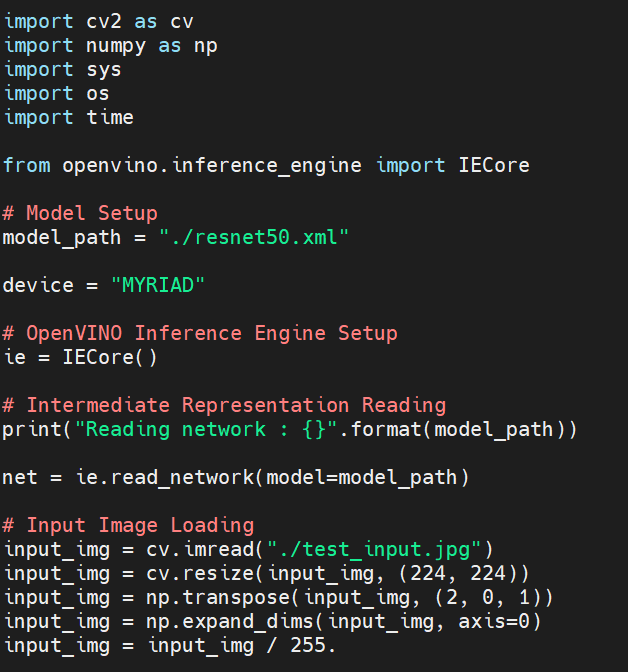 import cv2 as cv
import numpy as np
import sys
import os
import time
from openvino.inference_engine import IECore
# Model Setup
model_path = "./resnet50.xml"
device = "MYRIAD"
# OpenVINO Inference Engine Setup
ie = IECore()
# Intermediate Representation Reading
print("Reading network : {}".format(model_path))
net = ie.read_network(model=model_path)
# Input Image Loading
input_img = cv.imread("./test_input.jpg")
input_img = cv.resize(input_img, (224, 224))
input_img = np.transpose(input_img, (2, 0, 1))
input_img = np.expand_dims(input_img, axis=0)
input_img = input_img / 255.